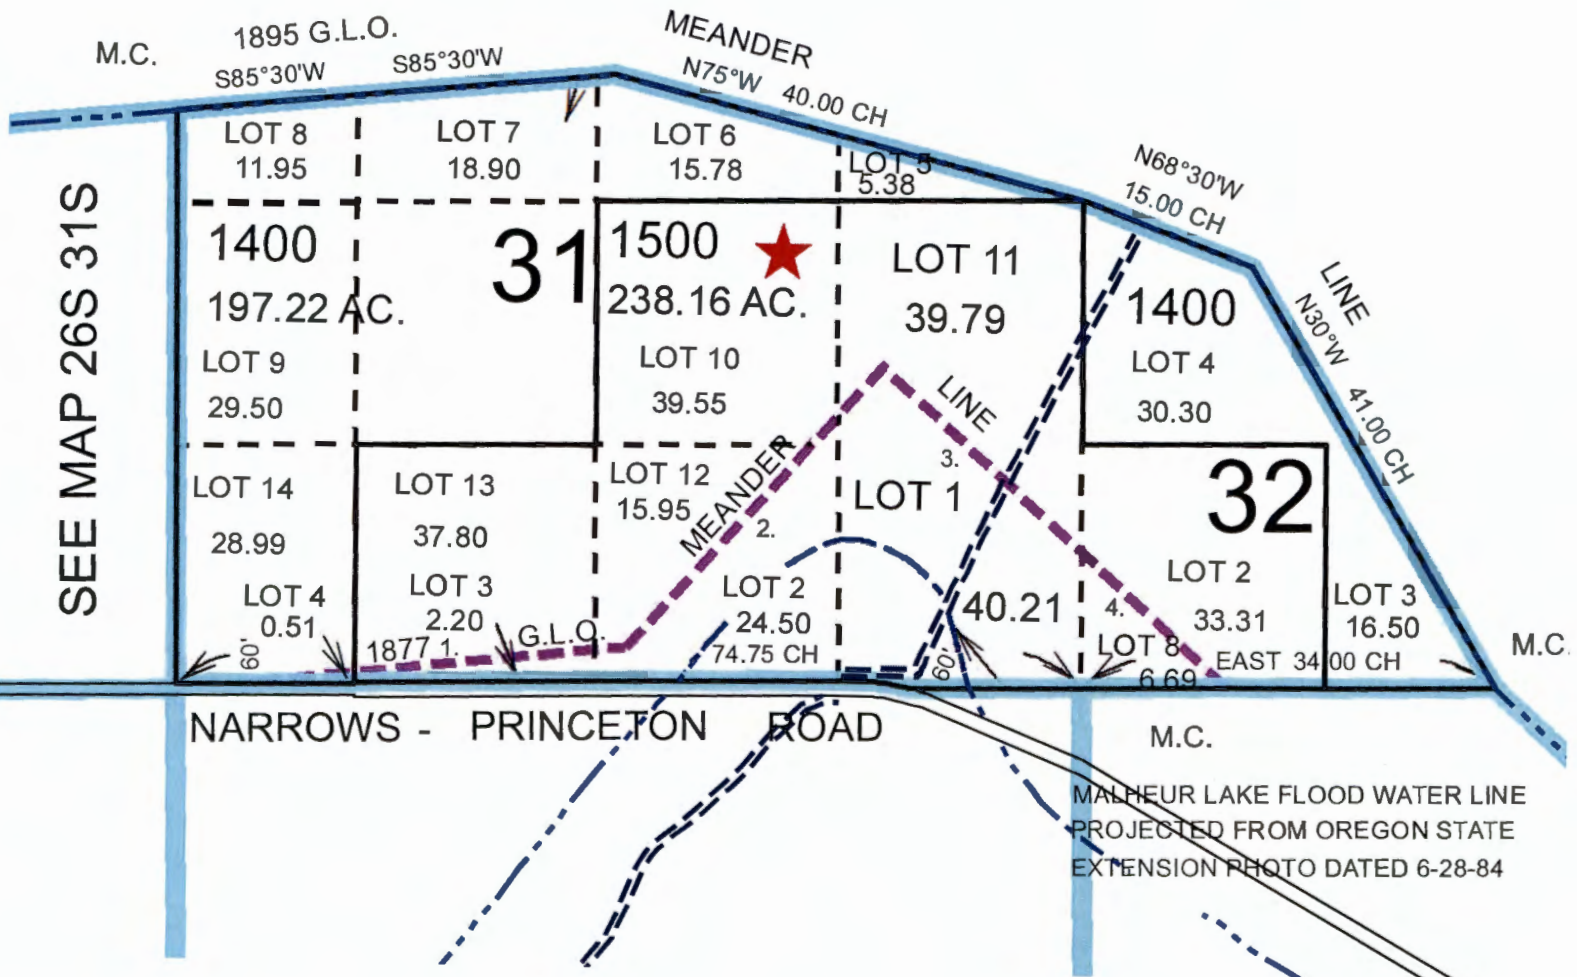 M.C.
1895 G.L.O.
S85°30'W
S85°30'W
MEANDER
N75°W
40.00 CH
N68°30'W
15.00 CH
LINE
N30°W
41.00 CH
SEE MAP 26S 31S
LOT 8
11.95
LOT 7
18.90
LOT 6
15.78
LOT 5
5.38
1400
197.22 AC.
31
1500
238.16 AC.
LOT 11
39.79
1400
LOT 4
30.30
LOT 9
29.50
LOT 10
39.55
LINE
3.
MEANDER
2.
LOT 14
28.99
LOT 13
37.80
LOT 12
15.95
LOT 1
40.21
32
LOT 2
33.31
4.
LOT 4
0.51
60'
LOT 3
2.20
1877 1.
G.L.O.
LOT 2
24.50
74.75 CH
60'
LOT 8
6.69
EAST 34.00 CH
LOT 3
16.50
M.C.
NARROWS - PRINCETON ROAD
M.C.
MALHEUR LAKE FLOOD WATER LINE
PROJECTED FROM OREGON STATE
EXTENSION PHOTO DATED 6-28-84